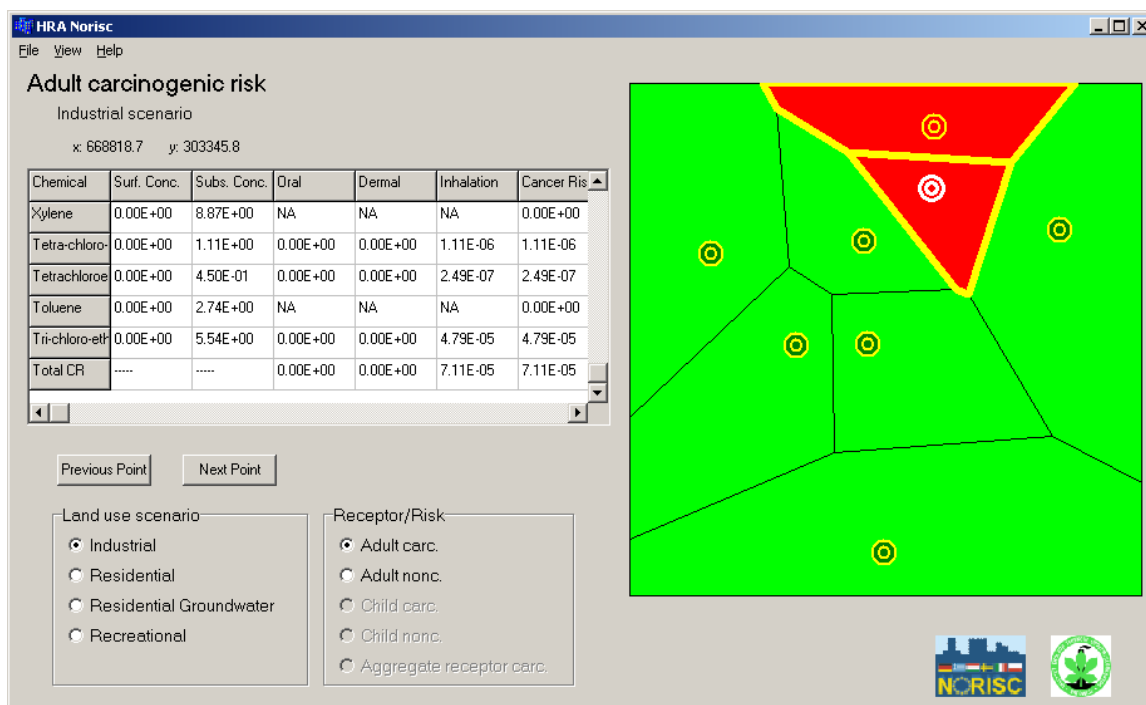 HRA Norisc
File View Help
Adult carcinogenic risk
Industrial scenario
x: 668818.7 y: 303345.8
Chemical Surf. Conc. Subs. Conc. Oral Dermal Inhalation Cancer Ris
Xylene 0.00E+00 8.87E+00 NA NA NA 0.00E+00
Tetra-chloro- 0.00E+00 1.11E+00 0.00E+00 0.00E+00 1.11E-06 1.11E-06
Tetrachloroe 0.00E+00 4.50E-01 0.00E+00 0.00E+00 2.49E-07 2.49E-07
Toluene 0.00E+00 2.74E+00 NA NA NA 0.00E+00
Tri-chloro-eth 0.00E+00 5.54E+00 0.00E+00 0.00E+00 4.79E-05 4.79E-05
Total CR ----- ----- 0.00E+00 0.00E+00 7.11E-05 7.11E-05
Previous Point Next Point
Land use scenario
Industrial
Residential
Residential Groundwater
Recreational
Receptor/Risk
Adult carc.
Adult nonc.
Child carc.
Child nonc.
Aggregate receptor carc.
NORISC